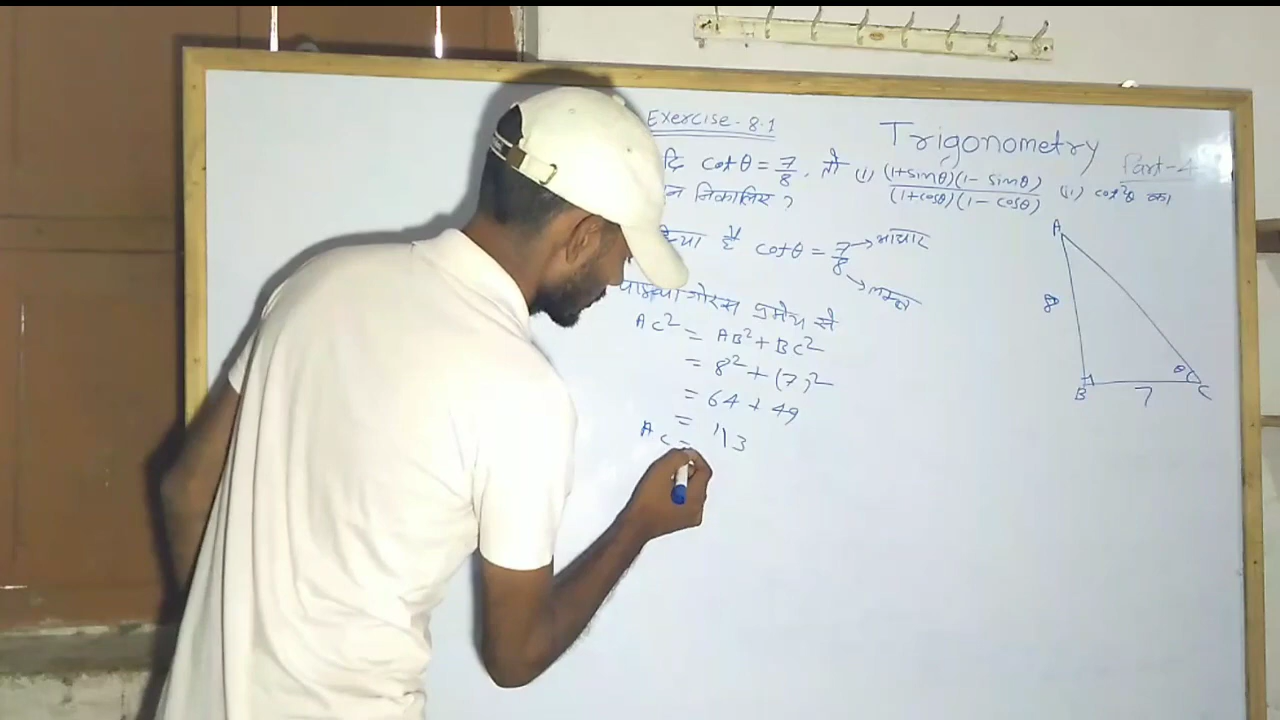 Exercise - 8.1
Trigonometry
Part-4
cotθ = 7/8, तो (i) (1+sinθ)(1- sinθ)/(1+cosθ)(1- cosθ) (ii) cot²θ का
निकालिए ?
है cotθ = 7/8 → आधार
→ लम्ब
पाइथागोरस प्रमेय से
AC² = AB² + BC²
= 8² + (7)²
= 64 + 49
= 113
AC =
A
8
B
7
θ
C